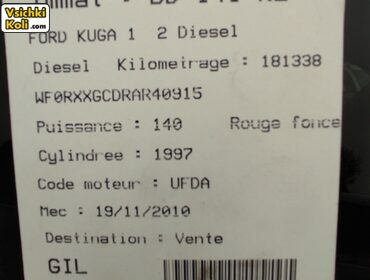 Vsichki
Koli.com
FORD KUGA 1 2 Diesel
Diesel Kilometrage : 181338
WF0RXXGCDRAR40915
Puissance : 140 Rouge fonce
Cylindree : 1997
Code moteur : UFDA
Mec : 19/11/2010
Destination : Vente
GIL